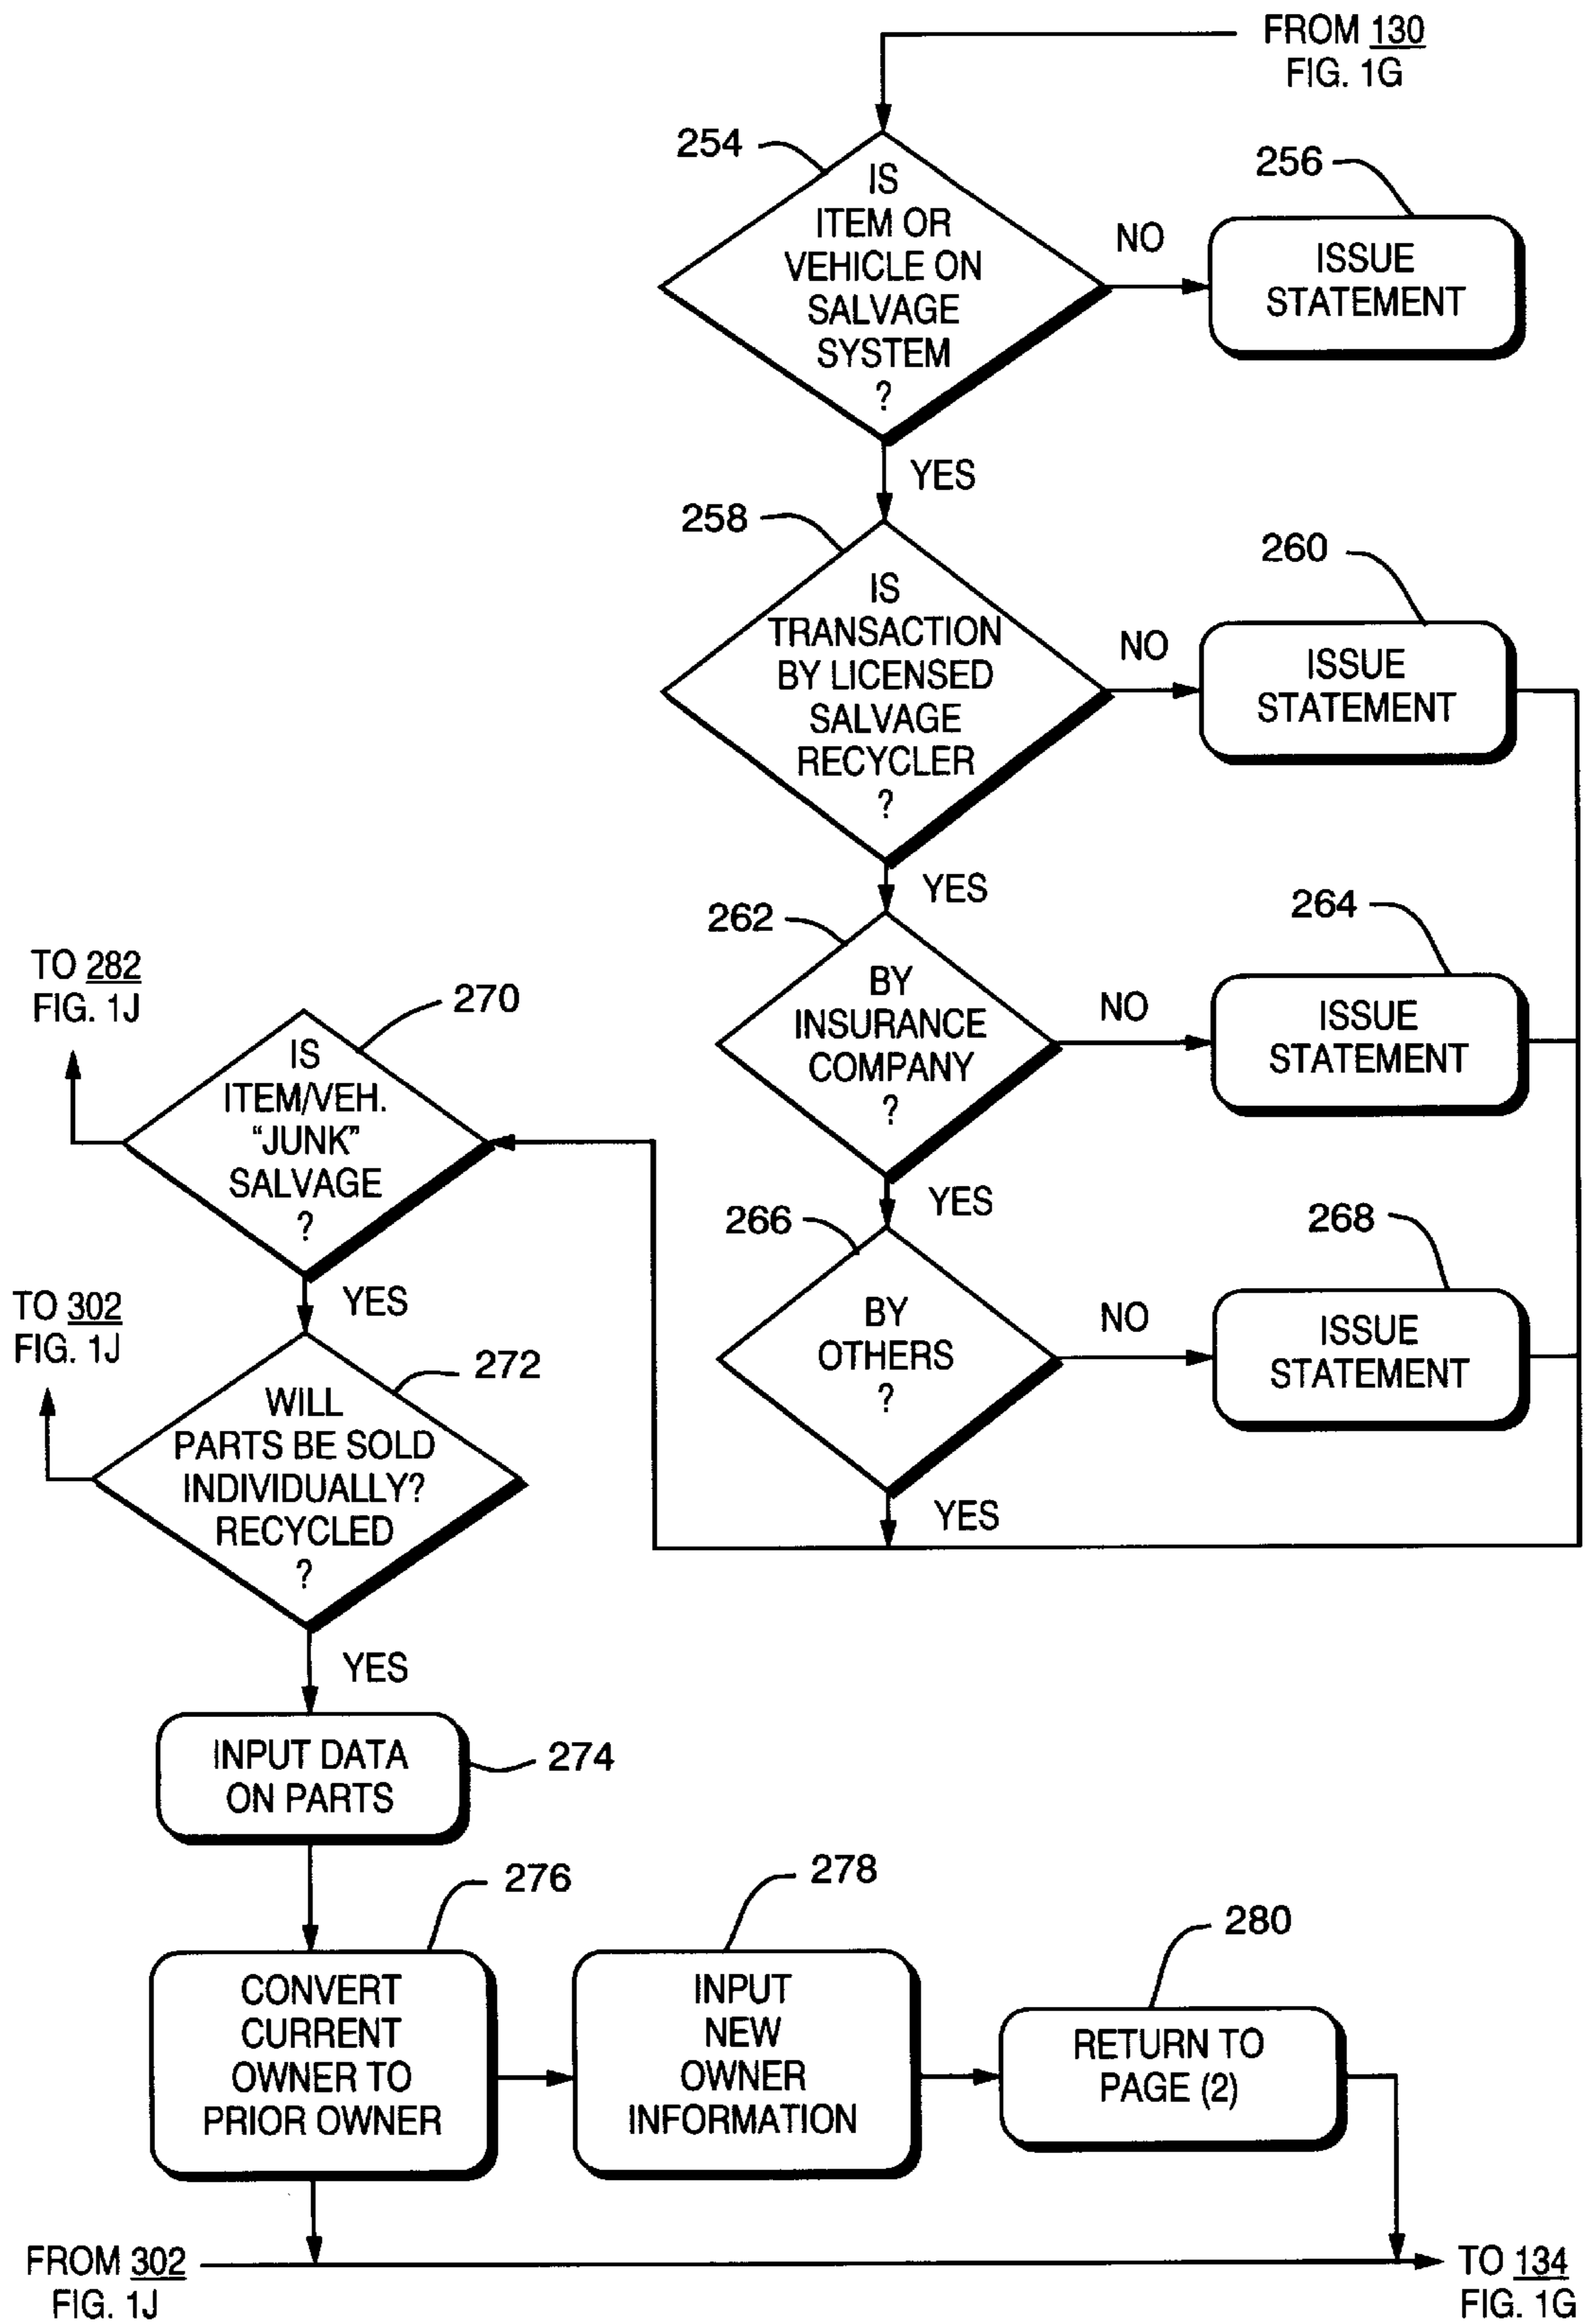 FROM 130
FIG. 1G
254
IS
ITEM OR
VEHICLE ON
SALVAGE
SYSTEM
?
NO
256
ISSUE
STATEMENT
YES
258
IS
TRANSACTION
BY LICENSED
SALVAGE
RECYCLER
?
NO
260
ISSUE
STATEMENT
YES
262
BY
INSURANCE
COMPANY
?
NO
264
ISSUE
STATEMENT
YES
266
BY
OTHERS
?
NO
268
ISSUE
STATEMENT
YES
TO 282
FIG. 1J
270
IS
ITEM/VEH.
“JUNK”
SALVAGE
?
YES
TO 302
FIG. 1J
272
WILL
PARTS BE SOLD
INDIVIDUALLY?
RECYCLED
?
YES
INPUT DATA
ON PARTS
274
276
CONVERT
CURRENT
OWNER TO
PRIOR OWNER
278
INPUT
NEW
OWNER
INFORMATION
280
RETURN TO
PAGE (2)
FROM 302
FIG. 1J
TO 134
FIG. 1G